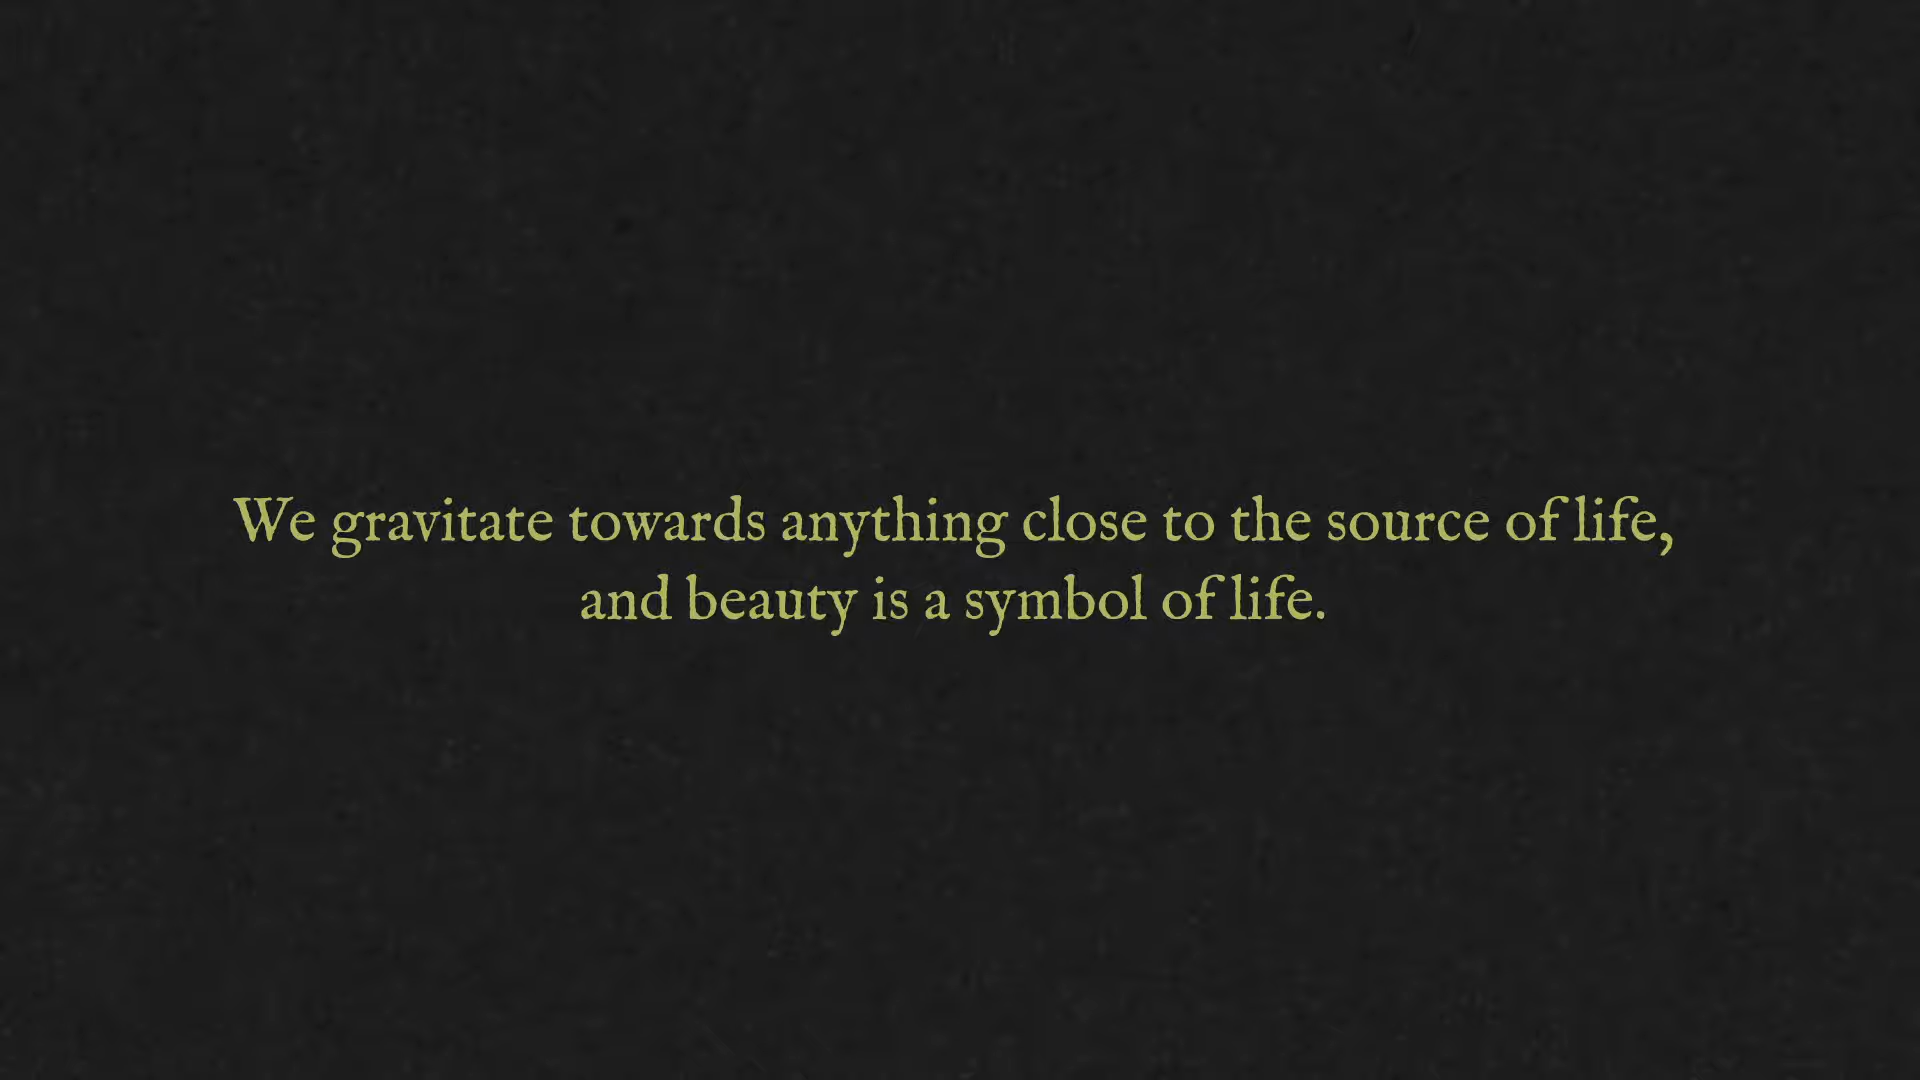 We gravitate towards anything close to the source of life,
and beauty is a symbol of life.